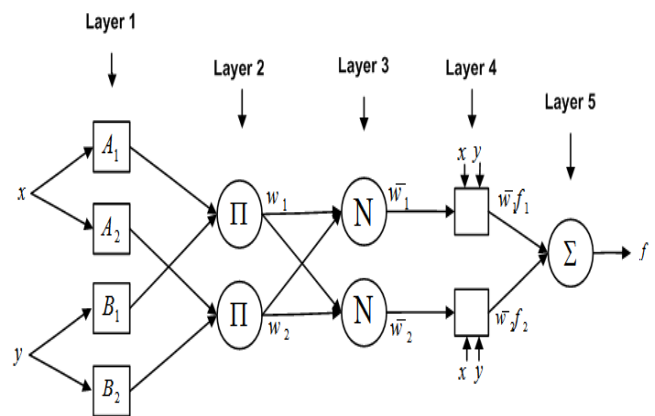 Layer 1
Layer 2
Layer 3
Layer 4
Layer 5
x y
A₁
x
A₂
Π
w₁
N
w̄₁
w̄₁f₁
Σ
f
B₁
Π
w₂
N
w̄₂
w̄₂f₂
y
B₂
x y